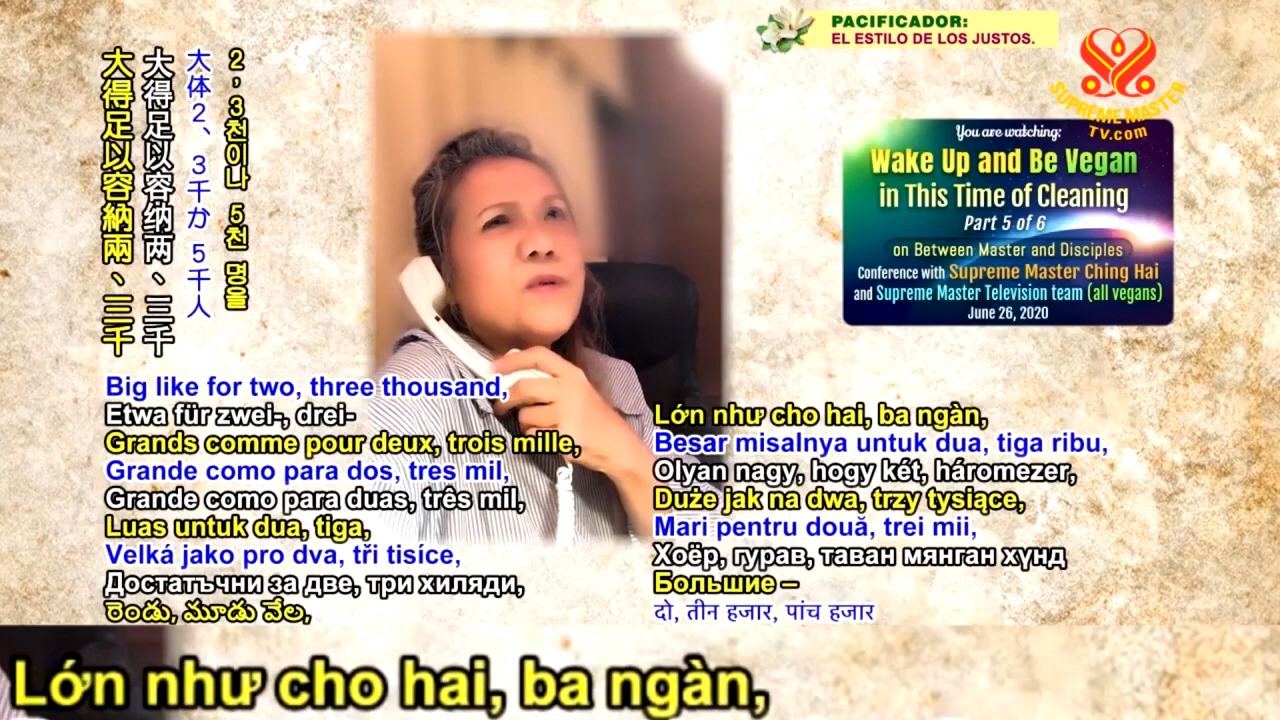 PACIFICADOR:
EL ESTILO DE LOS JUSTOS.
SUPREME MASTER
TV.com
You are watching:
Wake Up and Be Vegan
in This Time of Cleaning
Part 5 of 6
on Between Master and Disciples
Conference with Supreme Master Ching Hai
and Supreme Master Television team (all vegans)
June 26, 2020
2, 3천이나 5천 명을
大体2、3千か 5千人
大得足以容纳两、三千
大得足以容納兩、三千
Big like for two, three thousand,
Etwa für zwei-, drei-
Grands comme pour deux, trois mille,
Grande como para dos, tres mil,
Grande como para duas, três mil,
Luas untuk dua, tiga,
Velká jako pro dva, tři tisíce,
Достатъчни за две, три хиляди,
రెండు, మూడు వేల,
Lớn như cho hai, ba ngàn,
Besar misalnya untuk dua, tiga ribu,
Olyan nagy, hogy két, háromezer,
Duże jak na dwa, trzy tysiące,
Mari pentru două, trei mii,
Хоёр, гурав, таван мянган хүнд
Большие –
दो, तीन हजार, पांच हजार
Lớn như cho hai, ba ngàn,